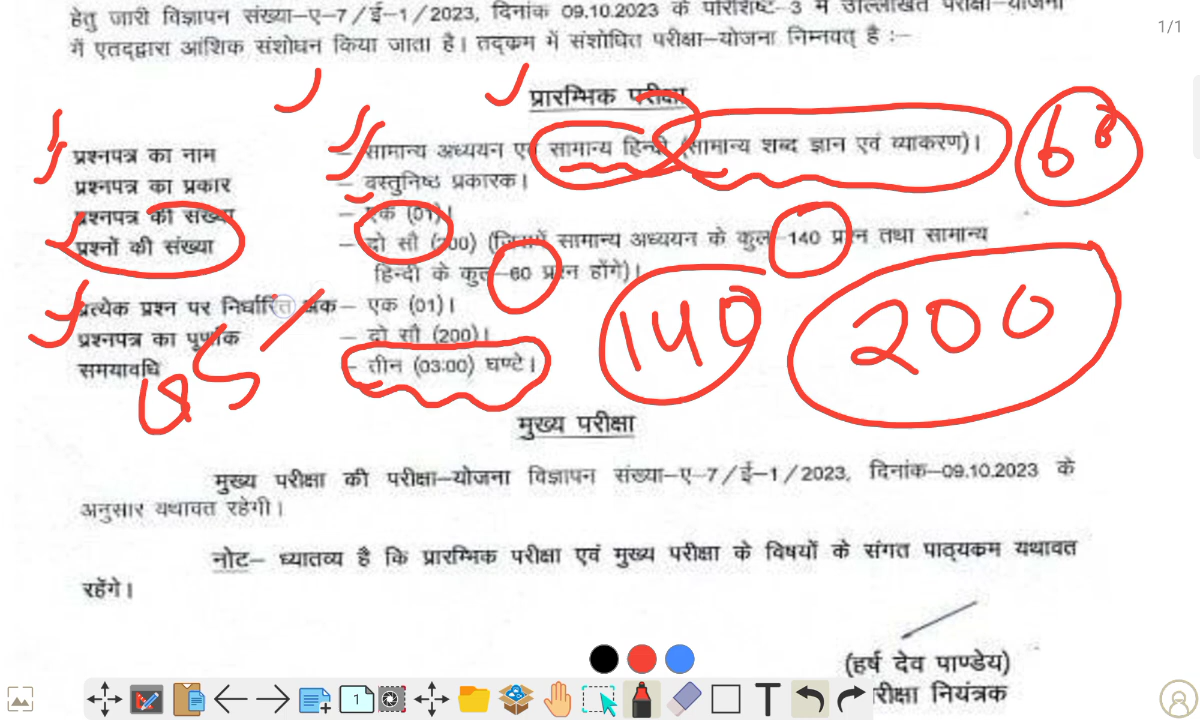 हेतु जारी विज्ञापन संख्या–ए–7/ई–1/2023, दिनांक 09.10.2023 के परिशिष्ट–3 में उल्लिखित परीक्षा–योजना
में एतद्द्वारा आंशिक संशोधन किया जाता है। तद्क्रम में संशोधित परीक्षा–योजना निम्नवत् है :–
1/1
प्रारम्भिक परीक्षा
प्रश्नपत्र का नाम – सामान्य अध्ययन एवं सामान्य हिन्दी (सामान्य शब्द ज्ञान एवं व्याकरण)।
60
प्रश्नपत्र का प्रकार – वस्तुनिष्ठ प्रकारक।
प्रश्नपत्र की संख्या – एक (01)।
प्रश्नों की संख्या – दो सौ (200) (जिसमें सामान्य अध्ययन के कुल–140 प्रश्न तथा सामान्य
हिन्दी के कुल–60 प्रश्न होंगे)।
प्रत्येक प्रश्न पर निर्धारित अंक – एक (01)।
140 200
प्रश्नपत्र का पूर्णांक – दो सौ (200)।
समयावधि – तीन (03:00) घण्टे।
मुख्य परीक्षा
मुख्य परीक्षा की परीक्षा–योजना विज्ञापन संख्या–ए–7/ई–1/2023, दिनांक–09.10.2023 के
अनुसार यथावत रहेगी।
नोट– ध्यातव्य है कि प्रारम्भिक परीक्षा एवं मुख्य परीक्षा के विषयों के संगत पाठ्यकम यथावत
रहेंगे।
(हर्ष देव पाण्डेय)
रीक्षा नियंत्रक
1
T